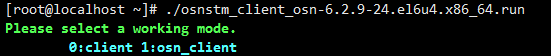 [root@localhost ~]# ./osnstm_client_osn-6.2.9-24.el6u4.x86_64.run
Please select a working mode.
0:client 1:osn_client